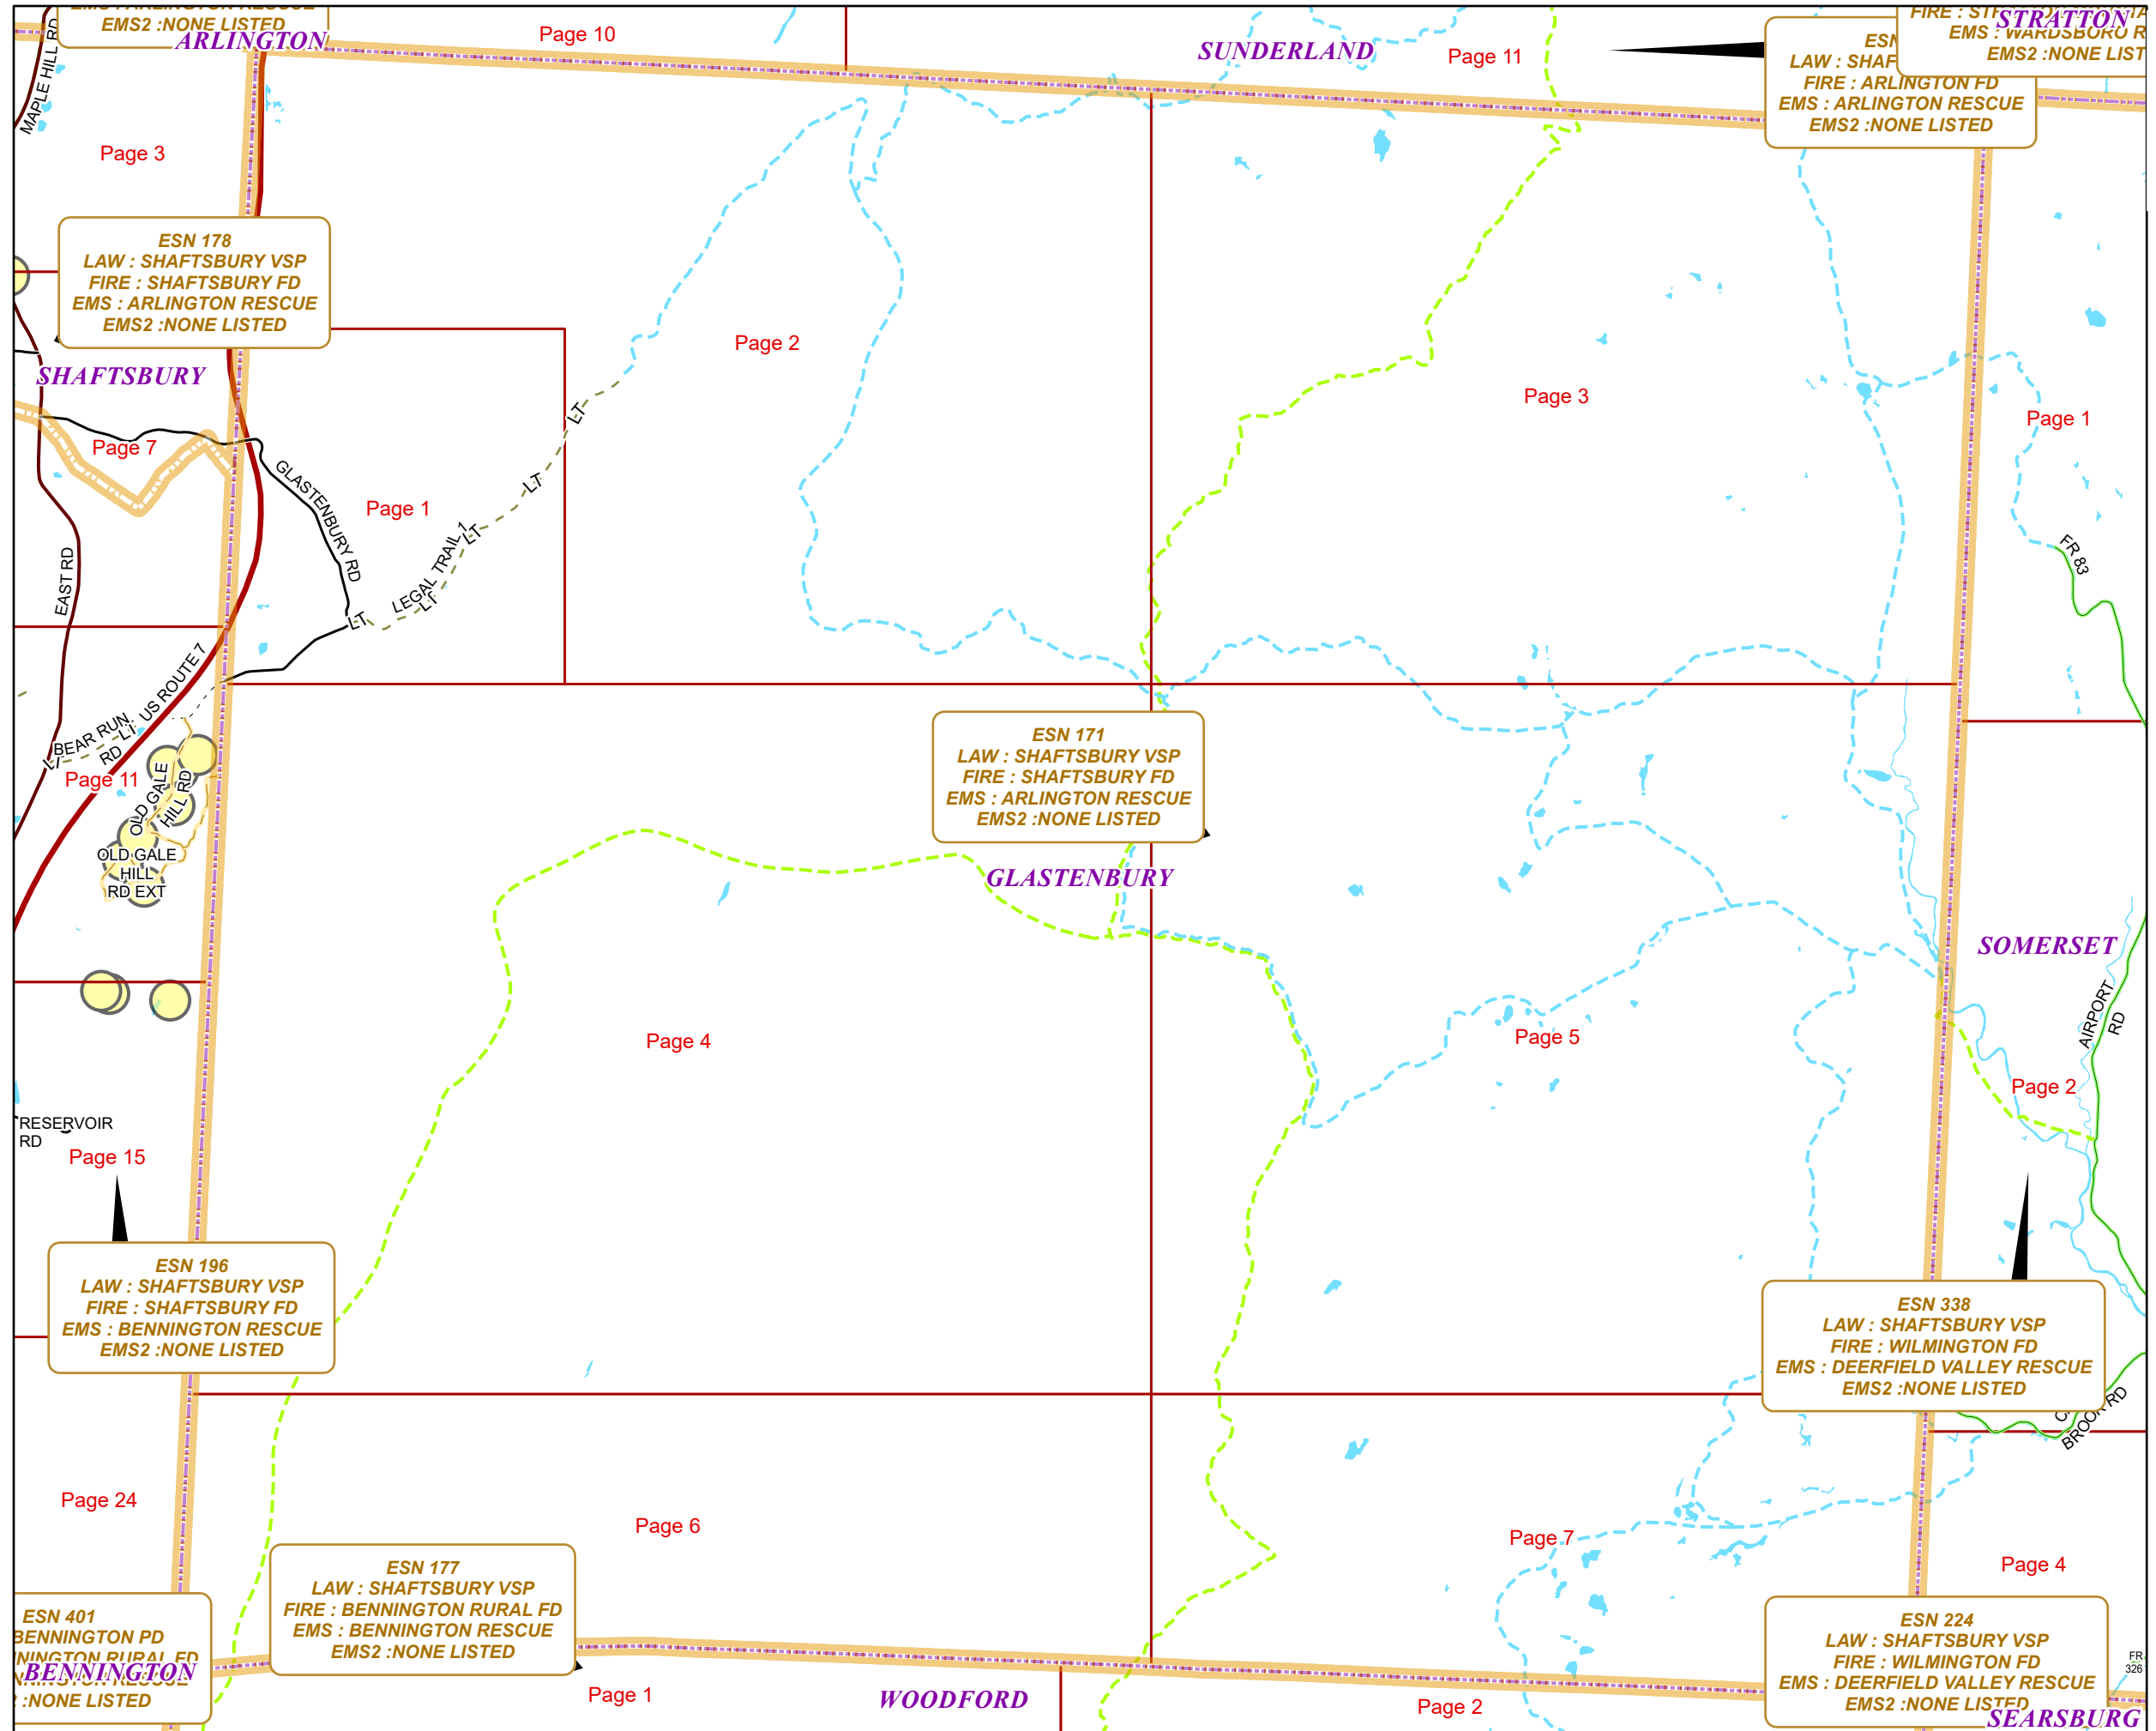 EMS2 :NONE LISTED
ARLINGTON
Page 10
SUNDERLAND
Page 11
STRATTON
EMS : WARDSBORO R
EMS2 :NONE LIST
ESN
LAW : SHAF
FIRE : ARLINGTON FD
EMS : ARLINGTON RESCUE
EMS2 :NONE LISTED
MAPLE HILL RD
Page 3
ESN 178
LAW : SHAFTSBURY VSP
FIRE : SHAFTSBURY FD
EMS : ARLINGTON RESCUE
EMS2 :NONE LISTED
SHAFTSBURY
Page 2
Page 3
Page 1
Page 7
GLASTENBURY RD
Page 1
LT
LT
LT
LEGAL TRAIL 1
LT
LT
EAST RD
FR 83
US ROUTE 7
BEAR RUN
RD
LT
LT
Page 11
OLD GALE
HILL RD
OLD GALE
HILL
RD EXT
ESN 171
LAW : SHAFTSBURY VSP
FIRE : SHAFTSBURY FD
EMS : ARLINGTON RESCUE
EMS2 :NONE LISTED
GLASTENBURY
SOMERSET
AIRPORT
RD
Page 4
Page 5
Page 2
RESERVOIR
RD
Page 15
ESN 196
LAW : SHAFTSBURY VSP
FIRE : SHAFTSBURY FD
EMS : BENNINGTON RESCUE
EMS2 :NONE LISTED
ESN 338
LAW : SHAFTSBURY VSP
FIRE : WILMINGTON FD
EMS : DEERFIELD VALLEY RESCUE
EMS2 :NONE LISTED
BROOK RD
Page 24
Page 6
Page 7
Page 4
ESN 177
LAW : SHAFTSBURY VSP
FIRE : BENNINGTON RURAL FD
EMS : BENNINGTON RESCUE
EMS2 :NONE LISTED
ESN 401
BENNINGTON PD
NNINGTON RURAL FD
BENNINGTON
:NONE LISTED
ESN 224
LAW : SHAFTSBURY VSP
FIRE : WILMINGTON FD
EMS : DEERFIELD VALLEY RESCUE
EMS2 :NONE LISTED
FR
326
Page 1
WOODFORD
Page 2
SEARSBURG